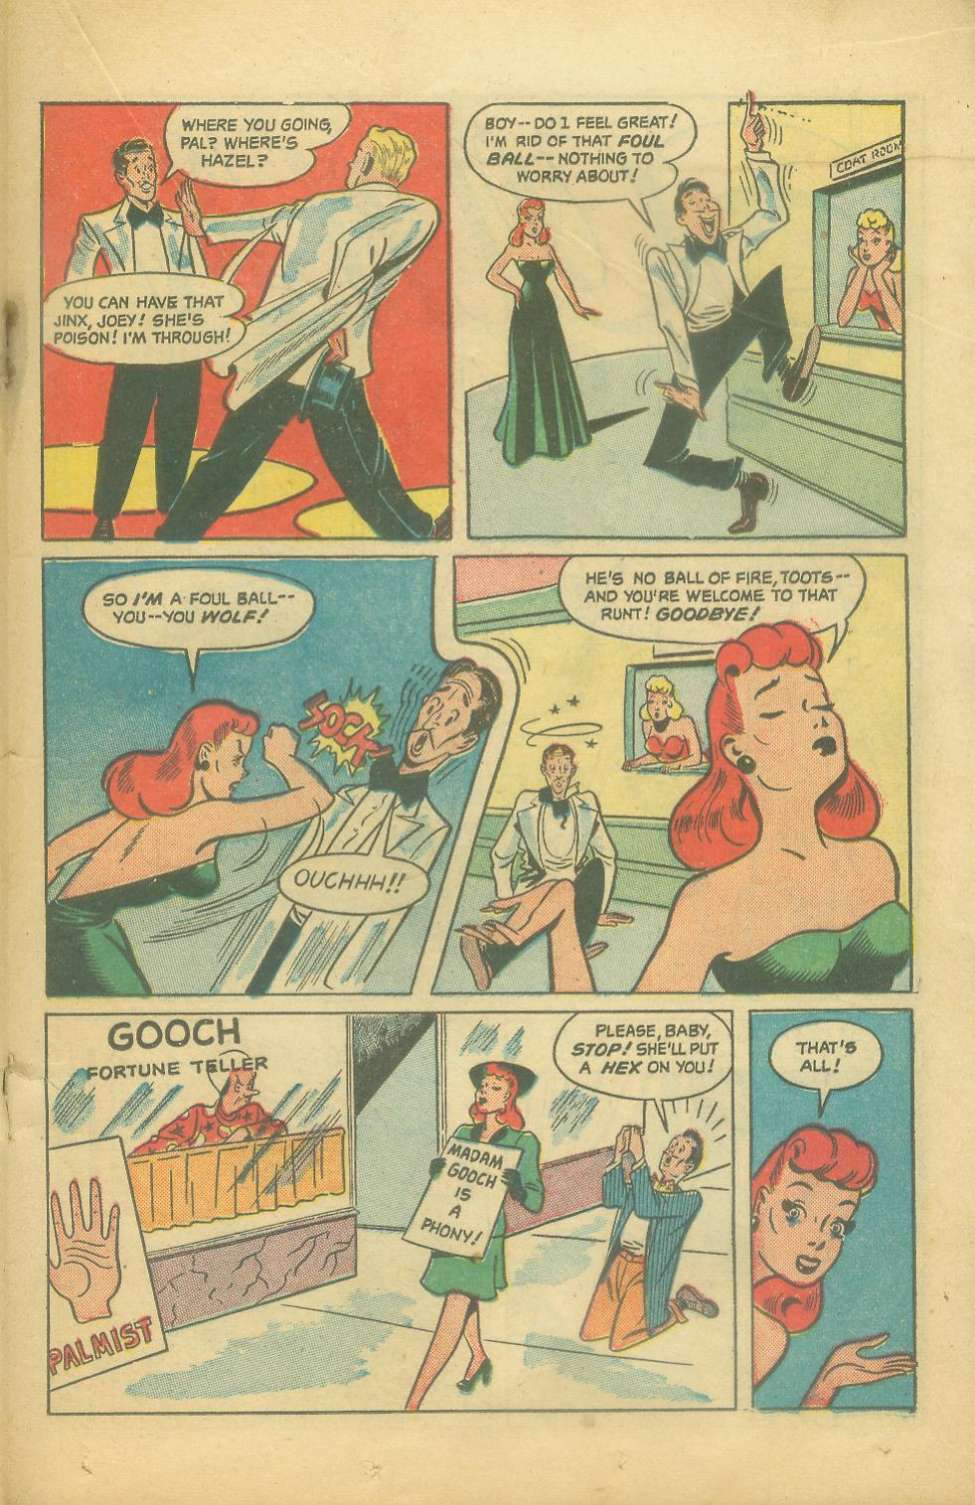 WHERE YOU GOING,
PAL? WHERE'S
HAZEL?
YOU CAN HAVE THAT
JINX, JOEY! SHE'S
POISON! I'M THROUGH!
BOY-- DO I FEEL GREAT!
I'M RID OF THAT FOUL
BALL-- NOTHING TO
WORRY ABOUT!
COAT ROOM
SO I'M A FOUL BALL--
YOU--YOU WOLF!
SOCK!
OUCHHH!!
HE'S NO BALL OF FIRE, TOOTS--
AND YOU'RE WELCOME TO THAT
RUNT! GOODBYE!
GOOCH
FORTUNE TELLER
PALMIST
MADAM
GOOCH
IS
A
PHONY!
PLEASE, BABY,
STOP! SHE'LL PUT
A HEX ON YOU!
THAT'S
ALL!